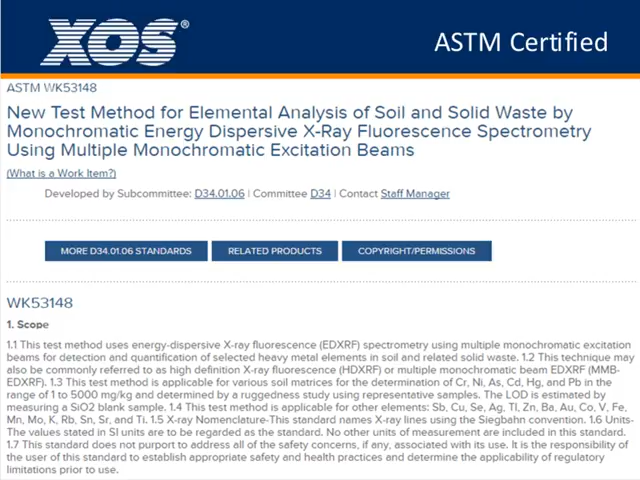 XOS®
ASTM Certified
ASTM WK53148
New Test Method for Elemental Analysis of Soil and Solid Waste by
Monochromatic Energy Dispersive X-Ray Fluorescence Spectrometry
Using Multiple Monochromatic Excitation Beams
(What is a Work Item?)
Developed by Subcommittee: D34.01.06 | Committee D34 | Contact Staff Manager
MORE D34.01.06 STANDARDS
RELATED PRODUCTS
COPYRIGHT/PERMISSIONS
WK53148
1. Scope
1.1 This test method uses energy-dispersive X-ray fluorescence (EDXRF) spectrometry using multiple monochromatic excitation
beams for detection and quantification of selected heavy metal elements in soil and related solid waste. 1.2 This technique may
also be commonly referred to as high definition X-ray fluorescence (HDXRF) or multiple monochromatic beam EDXRF (MMB-
EDXRF). 1.3 This test method is applicable for various soil matrices for the determination of Cr, Ni, As, Cd, Hg, and Pb in the
range of 1 to 5000 mg/kg and determined by a ruggedness study using representative samples. The LOD is estimated by
measuring a SiO2 blank sample. 1.4 This test method is applicable for other elements: Sb, Cu, Se, Ag, Tl, Zn, Ba, Au, Co, V, Fe,
Mn, Mo, K, Rb, Sn, Sr, and Ti. 1.5 X-ray Nomenclature-This standard names X-ray lines using the Siegbahn convention. 1.6 Units-
The values stated in SI units are to be regarded as the standard. No other units of measurement are included in this standard.
1.7 This standard does not purport to address all of the safety concerns, if any, associated with its use. It is the responsibility of
the user of this standard to establish appropriate safety and health practices and determine the applicability of regulatory
limitations prior to use.